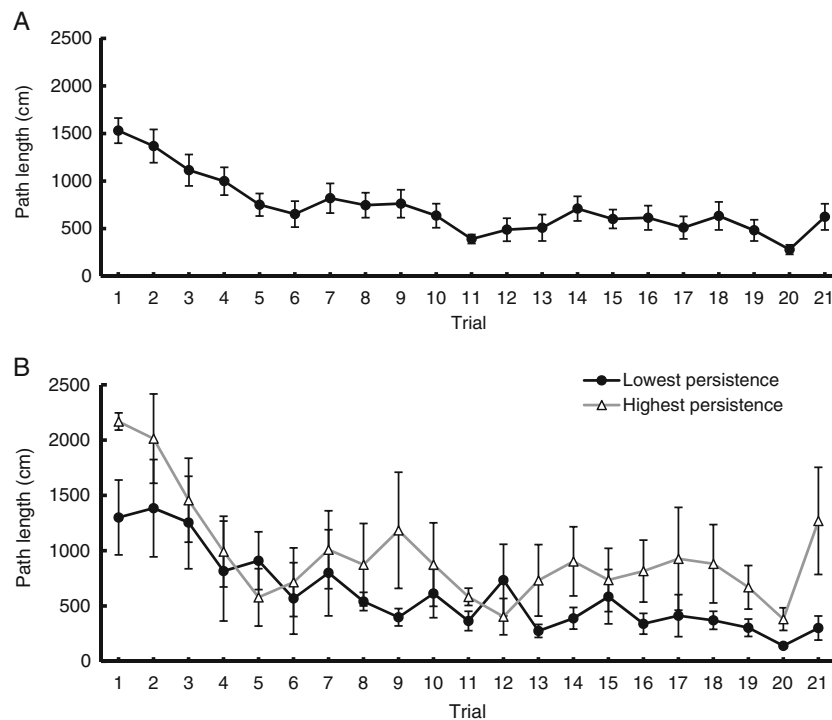 A
Path length (cm)
2500
2000
1500
1000
500
0
1 2 3 4 5 6 7 8 9 10 11 12 13 14 15 16 17 18 19 20 21
Trial
B
Path length (cm)
2500
2000
1500
1000
500
0
Lowest persistence
Highest persistence
1 2 3 4 5 6 7 8 9 10 11 12 13 14 15 16 17 18 19 20 21
Trial